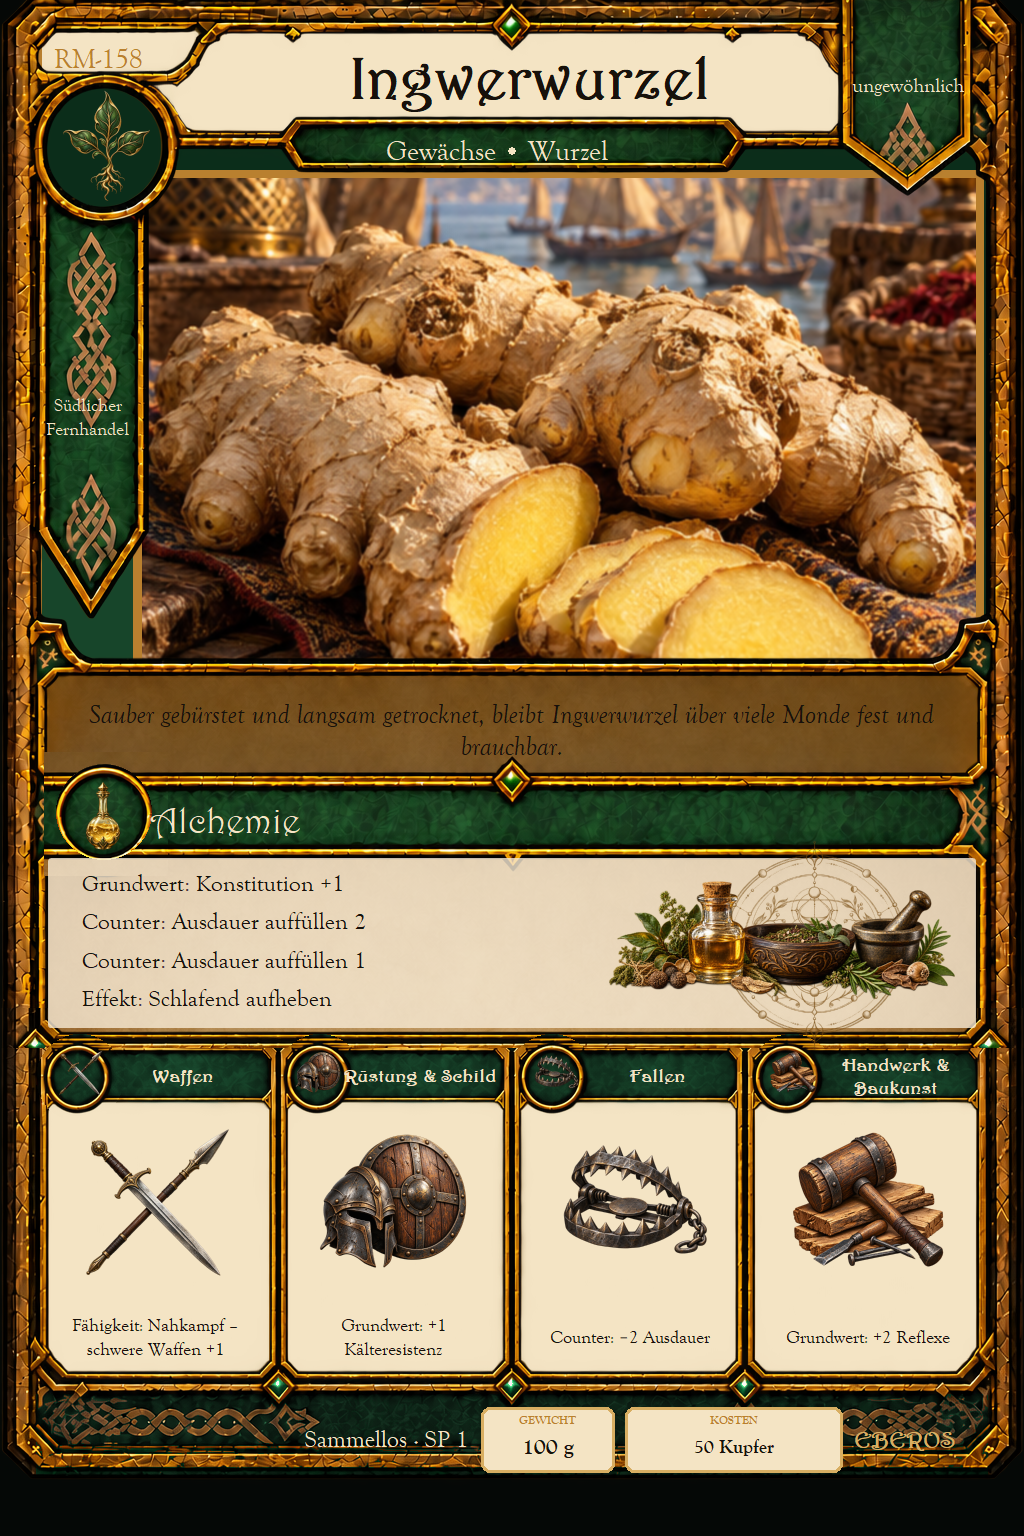 RM-158
Ingwerwurzel
ungewöhnlich
Gewächse • Wurzel
Südlicher
Fernhandel
Sauber gebürstet und langsam getrocknet, bleibt Ingwerwurzel über viele Monde fest und
brauchbar.
Alchemie
Grundwert: Konstitution +1
Counter: Ausdauer auffüllen 2
Counter: Ausdauer auffüllen 1
Effekt: Schlafend aufheben
Waffen
Rüstung & Schild
Fallen
Handwerk &
Baukunst
Fähigkeit: Nahkampf –
schwere Waffen +1
Grundwert: +1
Kälteresistenz
Counter: −2 Ausdauer
Grundwert: +2 Reflexe
Sammellos · SP 1
GEWICHT
100 g
KOSTEN
50 Kupfer
EBEROS